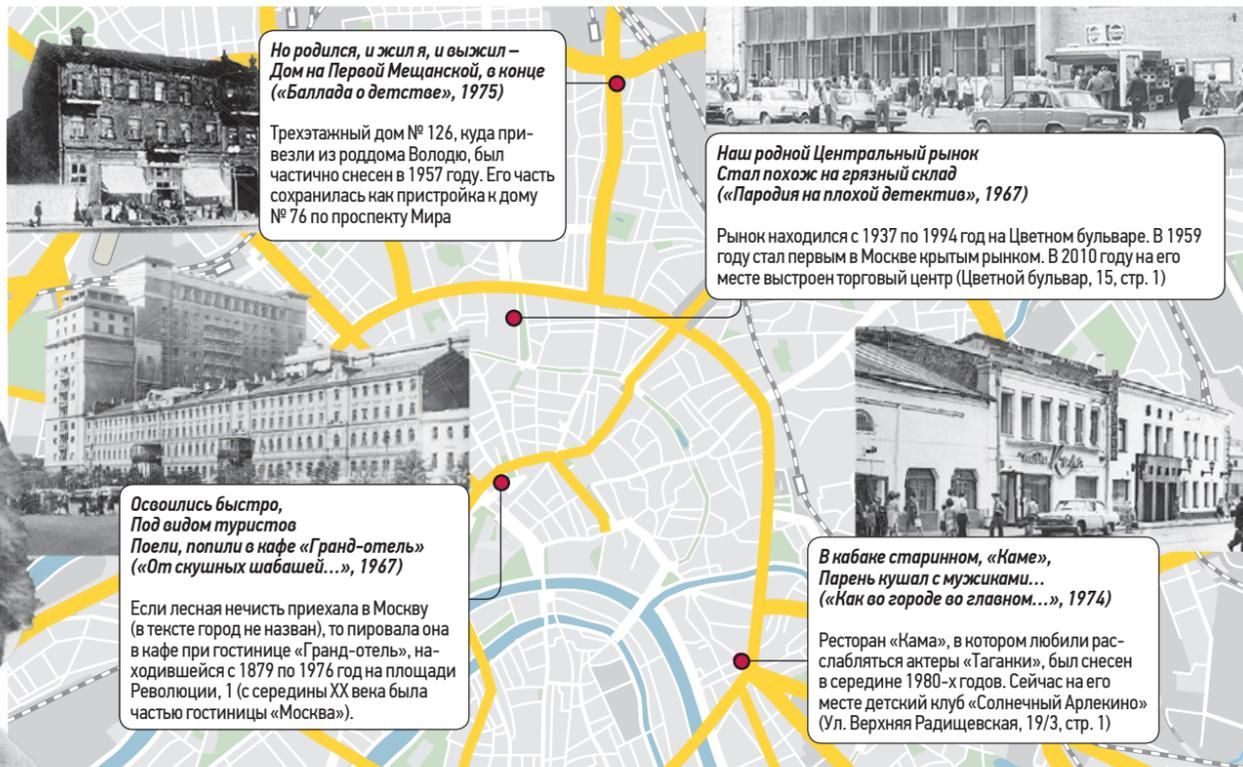 Но родился, и жил я, и выжил –
Дом на Первой Мещанской, в конце
(«Баллада о детстве», 1975)
Трехэтажный дом № 126, куда при-
везли из роддома Володю, был
частично снесен в 1957 году. Его часть
сохранилась как пристройка к дому
№ 76 по проспекту Мира
Наш родной Центральный рынок
Стал похож на грязный склад
(«Пародия на плохой детектив», 1967)
Рынок находился с 1937 по 1994 год на Цветном бульваре. В 1959
году стал первым в Москве крытым рынком. В 2010 году на его
месте выстроен торговый центр (Цветной бульвар, 15, стр. 1)
Освоились быстро,
Под видом туристов
Поели, попили в кафе «Гранд-отель»
(«От скушных шабашей...», 1967)
Если лесная нечисть приехала в Москву
(в тексте город не назван), то пировала она
в кафе при гостинице «Гранд-отель», на-
ходившейся с 1879 по 1976 год на площади
Революции, 1 (с середины XX века была
частью гостиницы «Москва»).
В кабаке старинном, «Каме»,
Парень кушал с мужиками...
(«Как во городе во главном...», 1974)
Ресторан «Кама», в котором любили рас-
слабляться актеры «Таганки», был снесен
в середине 1980-х годов. Сейчас на его
месте детский клуб «Солнечный Арлекино»
(Ул. Верхняя Радищевская, 19/3, стр. 1)